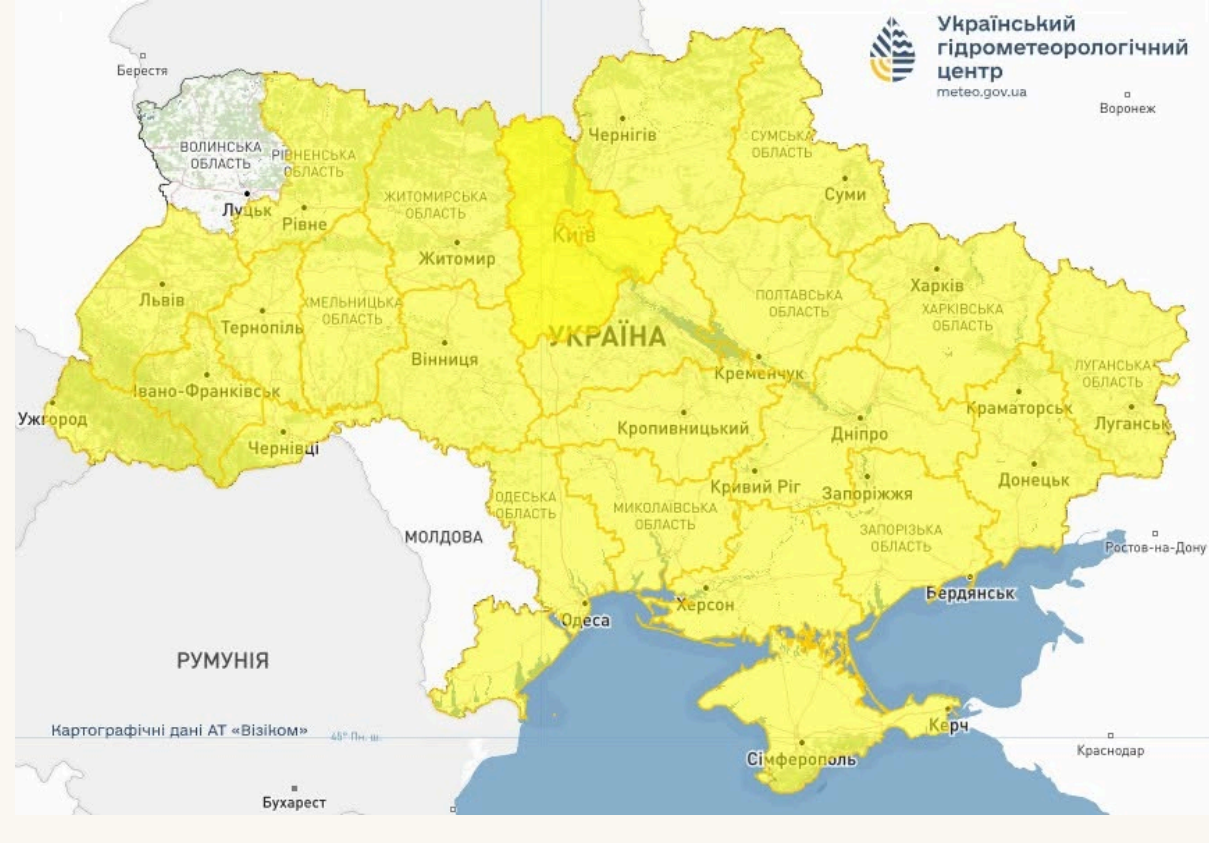 Український
гідрометеорологічний
центр
meteo.gov.ua
Берестя
Воронеж
Чернігів
СУМСЬКА
ОБЛАСТЬ
ВОЛИНСЬКА
ОБЛАСТЬ
РІВНЕНСЬКА
ОБЛАСТЬ
ЖИТОМИРСЬКА
ОБЛАСТЬ
Суми
Луцьк
Рівне
Київ
Житомир
Харків
Львів
ХМЕЛЬНИЦЬКА
ОБЛАСТЬ
ПОЛТАВСЬКА
ОБЛАСТЬ
ХАРКІВСЬКА
ОБЛАСТЬ
Тернопіль
УКРАЇНА
Вінниця
Кременчук
ЛУГАНСЬКА
ОБЛАСТЬ
Івано-Франківськ
Ужгород
Краматорськ
Луганськ
Кропивницький
Дніпро
Чернівці
Кривий Ріг
Запоріжжя
Донецьк
ОДЕСЬКА
ОБЛАСТЬ
МИКОЛАЇВСЬКА
ОБЛАСТЬ
ЗАПОРІЗЬКА
ОБЛАСТЬ
МОЛДОВА
Ростов-на-Дону
Бердянськ
Херсон
Одеса
РУМУНІЯ
Картографічні дані АТ «Візіком»
45° Пн. ш.
Керч
Сімферополь
Краснодар
Бухарест